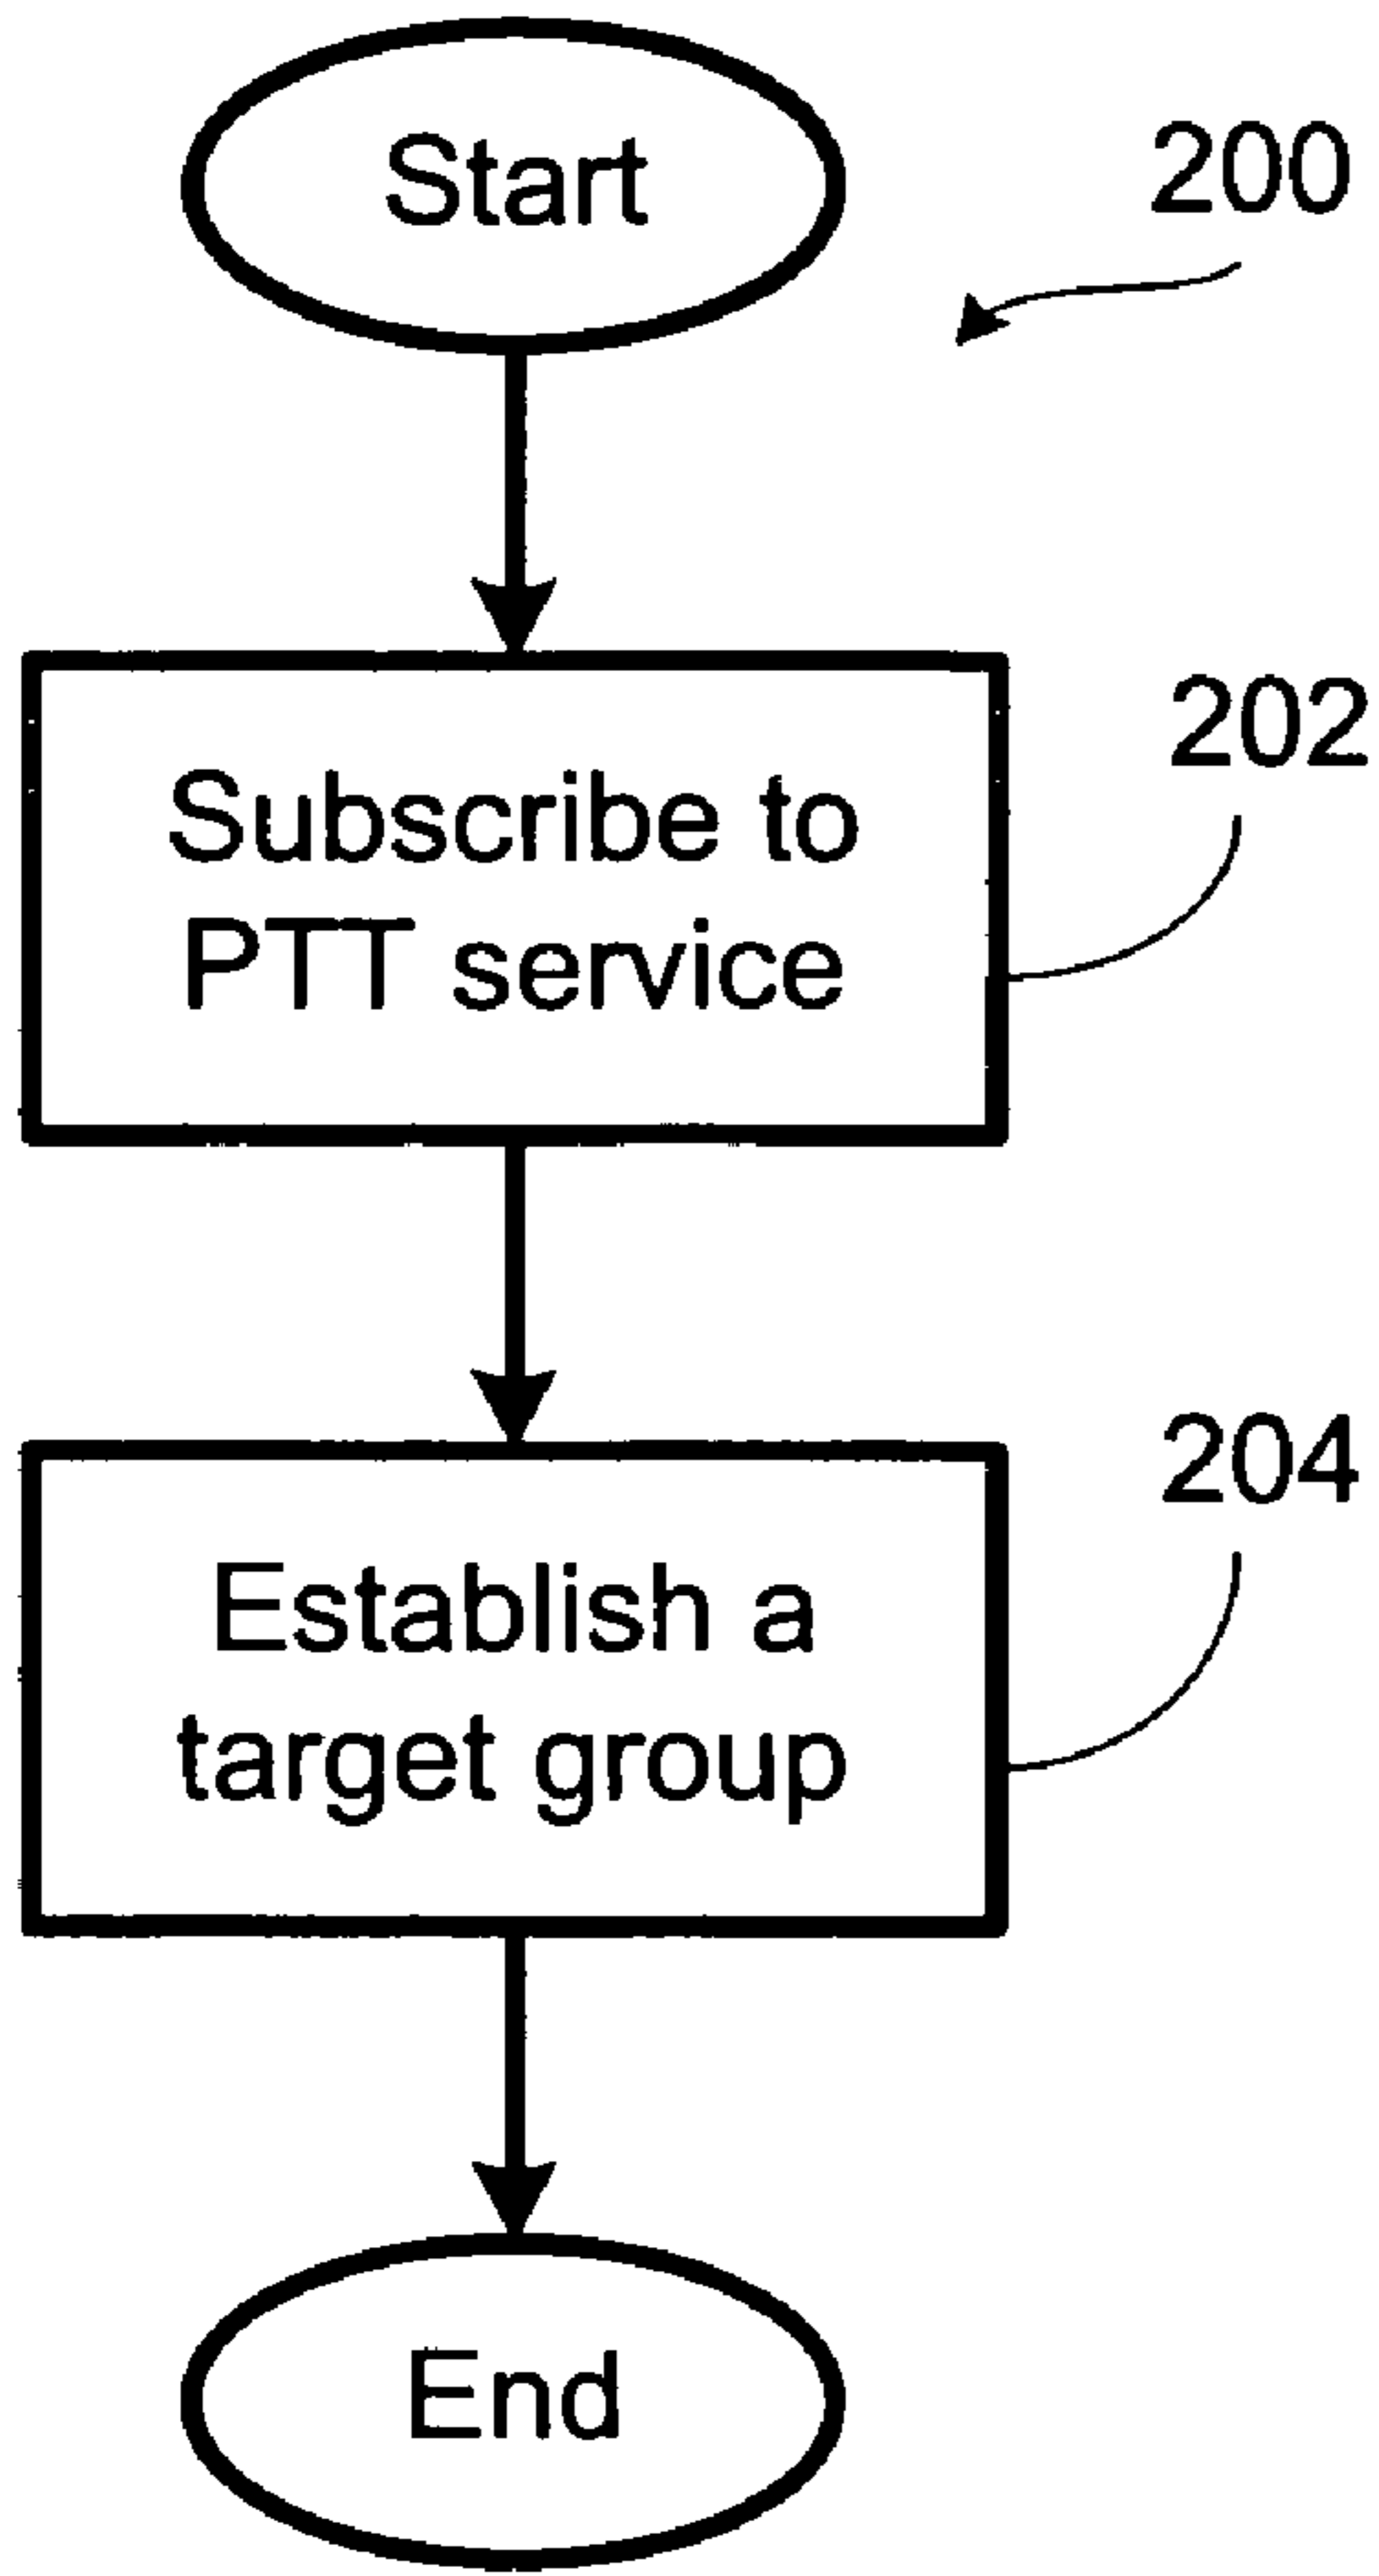 Start
200
202
Subscribe to
PTT service
204
Establish a
target group
End